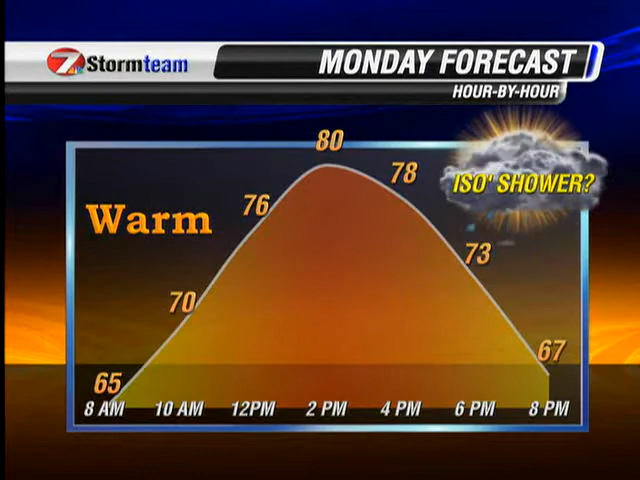 7 Stormteam
MONDAY FORECAST
HOUR-BY-HOUR
80
78
ISO' SHOWER?
Warm
76
73
70
67
65
8 AM 10 AM 12PM 2 PM 4 PM 6 PM 8 PM